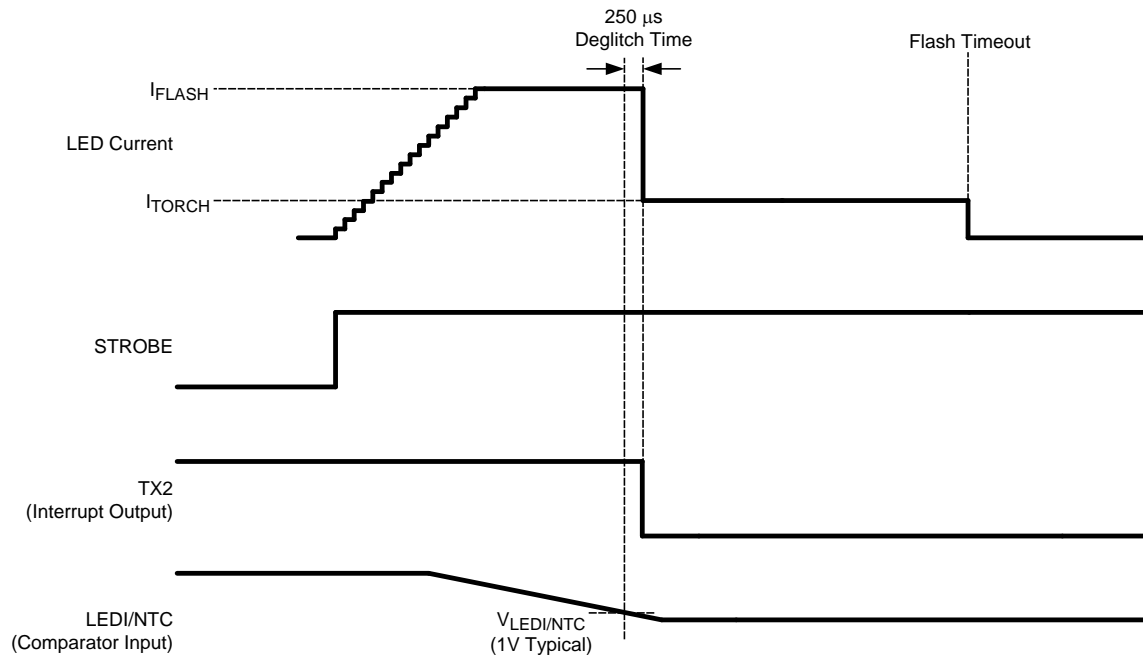 250 μs
Deglitch Time
Flash Timeout
IFLASH
LED Current
ITORCH
STROBE
TX2
(Interrupt Output)
LEDI/NTC
(Comparator Input)
VLEDI/NTC
(1V Typical)